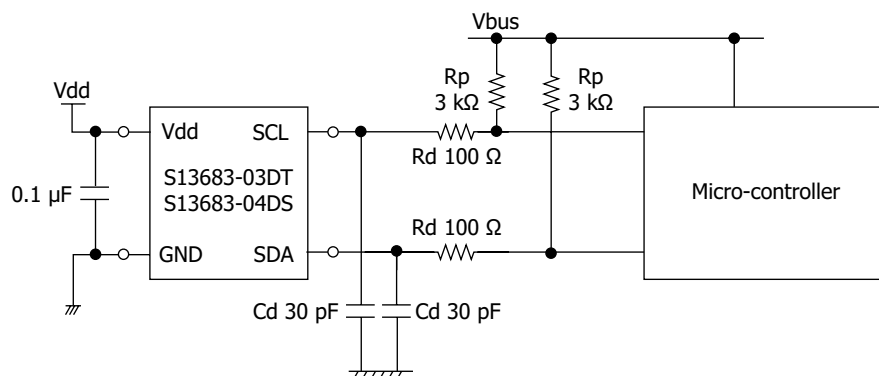 Vbus
Vdd
Rp
3 kΩ
Rp
3 kΩ
Vdd
SCL
Rd 100 Ω
S13683-03DT
S13683-04DS
0.1 µF
Micro-controller
Rd 100 Ω
GND
SDA
Cd 30 pF
Cd 30 pF